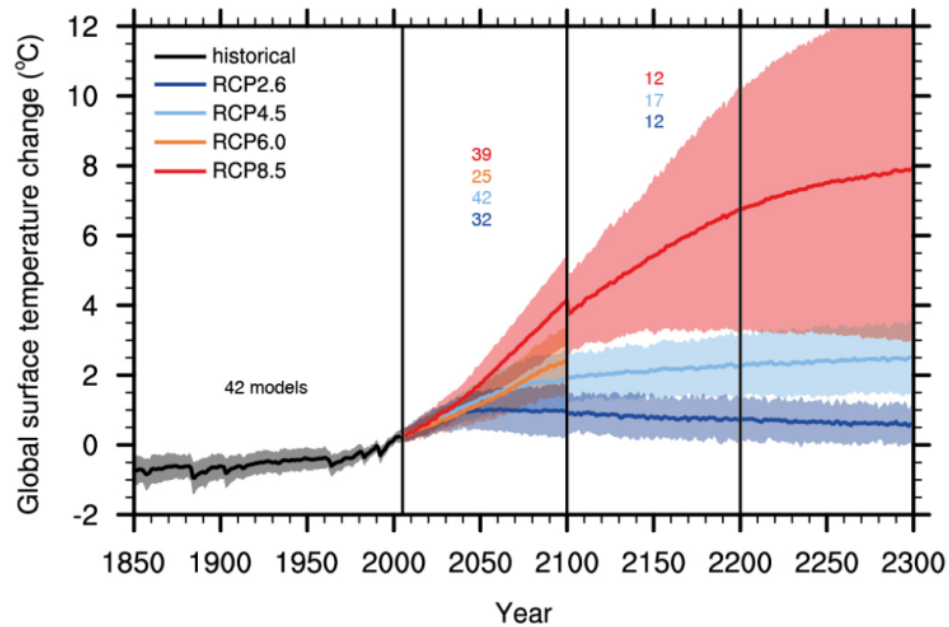 Global surface temperature change (°C)
12
10
8
6
4
2
0
-2
historical
RCP2.6
RCP4.5
RCP6.0
RCP8.5
12
17
12
39
25
42
32
42 models
1850 1900 1950 2000 2050 2100 2150 2200 2250 2300
Year